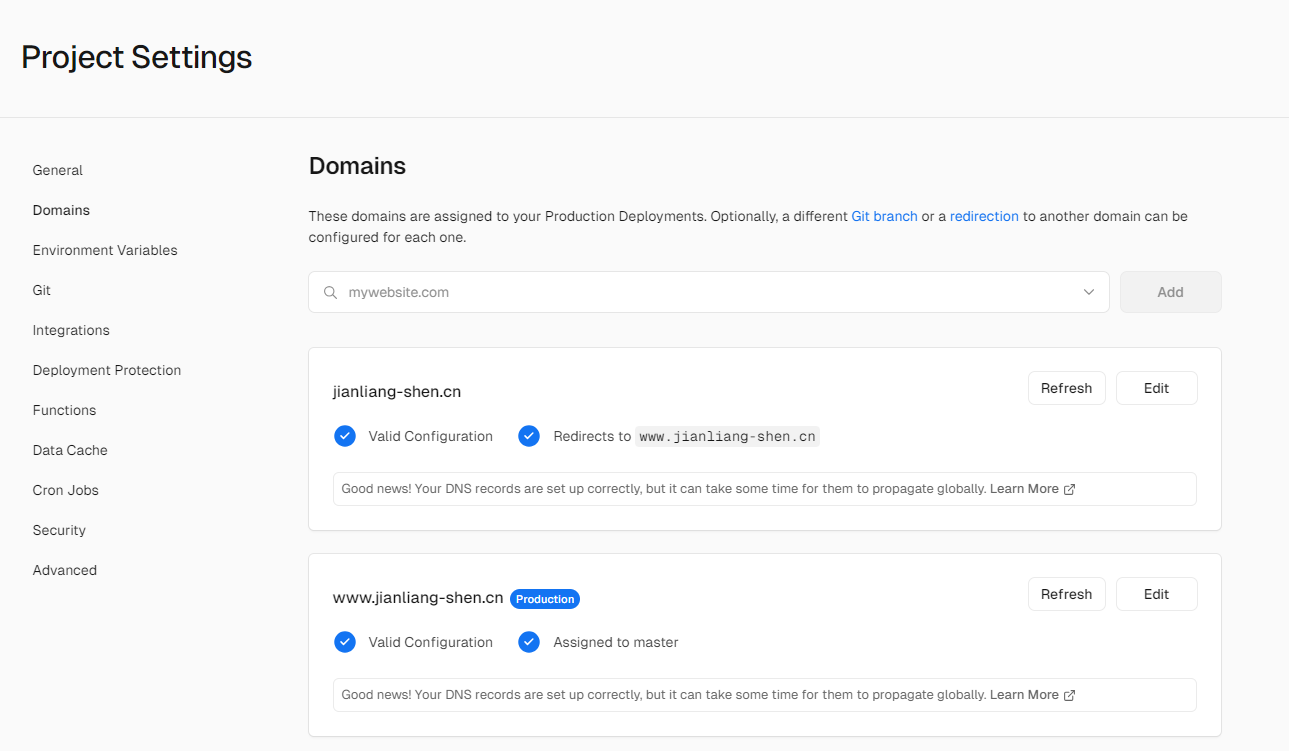 Project Settings
General
Domains
Environment Variables
Git
Integrations
Deployment Protection
Functions
Data Cache
Cron Jobs
Security
Advanced
Domains
These domains are assigned to your Production Deployments. Optionally, a different Git branch or a redirection to another domain can be
configured for each one.
mywebsite.com
Add
jianliang-shen.cn
Refresh
Edit
Valid Configuration
Redirects to www.jianliang-shen.cn
Good news! Your DNS records are set up correctly, but it can take some time for them to propagate globally. Learn More
www.jianliang-shen.cn Production
Refresh
Edit
Valid Configuration
Assigned to master
Good news! Your DNS records are set up correctly, but it can take some time for them to propagate globally. Learn More